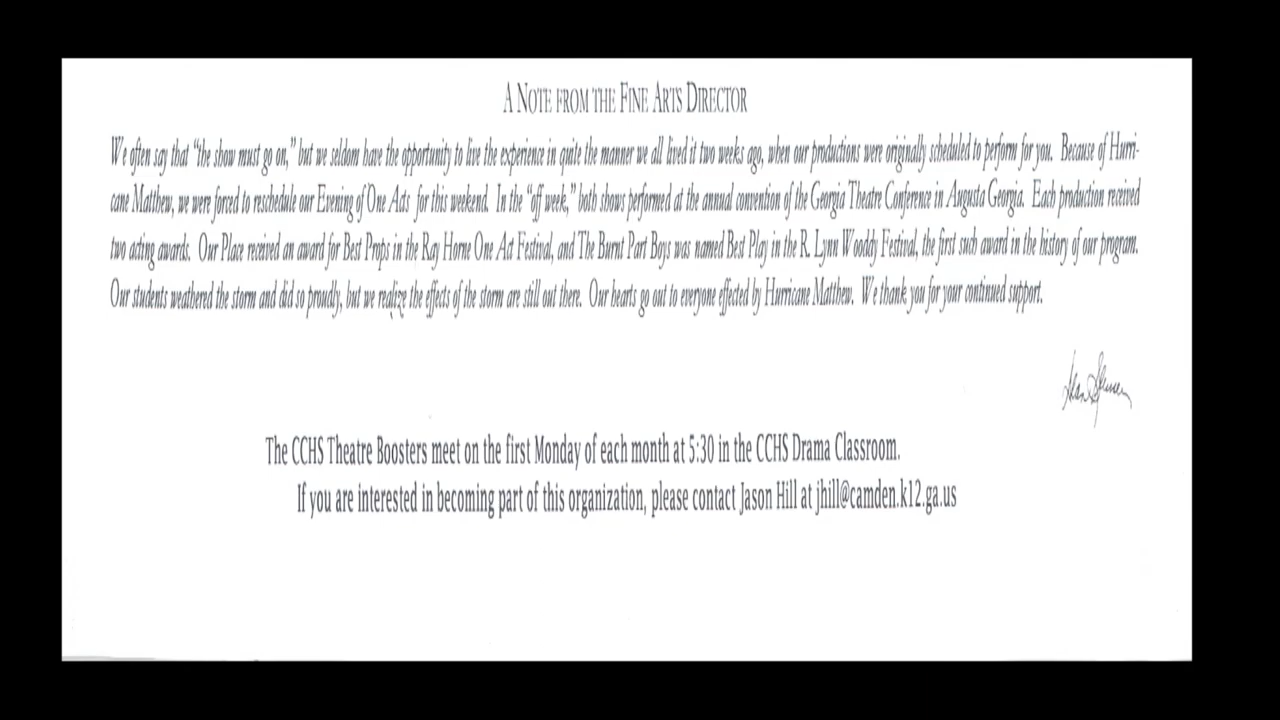 A NOTE FROM THE FINE ARTS DIRECTOR
We often say that “the show must go on,” but we seldom have the opportunity to live the experience in quite the manner we all lived it two weeks ago, when our productions were originally scheduled to perform for you. Because of Hurri-
cane Matthew, we were forced to reschedule our Evening of One Acts for this weekend. In the “off week,” both shows performed at the annual convention of the Georgia Theatre Conference in Augusta Georgia. Each production received
two acting awards. Our Place received an award for Best Props in the Ray Horne One Act Festival, and The Burnt Part Boys was named Best Play in the R. Lynn Wooddy Festival, the first such award in the history of our program.
Our students weathered the storm and did so proudly, but we realize the effects of the storm are still out there. Our hearts go out to everyone effected by Hurricane Matthew. We thank you for your continued support.
The CCHS Theatre Boosters meet on the first Monday of each month at 5:30 in the CCHS Drama Classroom.
If you are interested in becoming part of this organization, please contact Jason Hill at jhill@camden.k12.ga.us